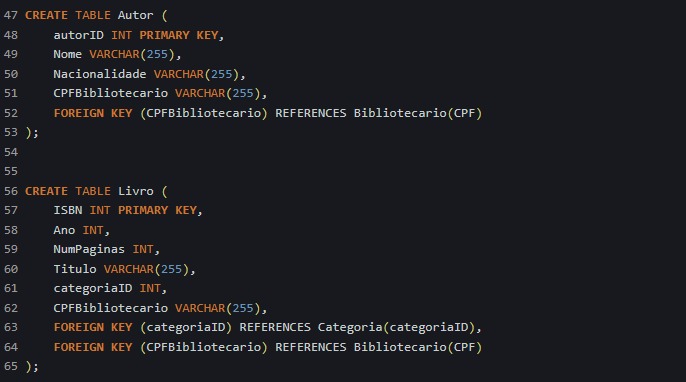 47 CREATE TABLE Autor (
48     autorID INT PRIMARY KEY,
49     Nome VARCHAR(255),
50     Nacionalidade VARCHAR(255),
51     CPFBibliotecario VARCHAR(255),
52     FOREIGN KEY (CPFBibliotecario) REFERENCES Bibliotecario(CPF)
53 );
54
55
56 CREATE TABLE Livro (
57     ISBN INT PRIMARY KEY,
58     Ano INT,
59     NumPaginas INT,
60     Titulo VARCHAR(255),
61     categoriaID INT,
62     CPFBibliotecario VARCHAR(255),
63     FOREIGN KEY (categoriaID) REFERENCES Categoria(categoriaID),
64     FOREIGN KEY (CPFBibliotecario) REFERENCES Bibliotecario(CPF)
65 );